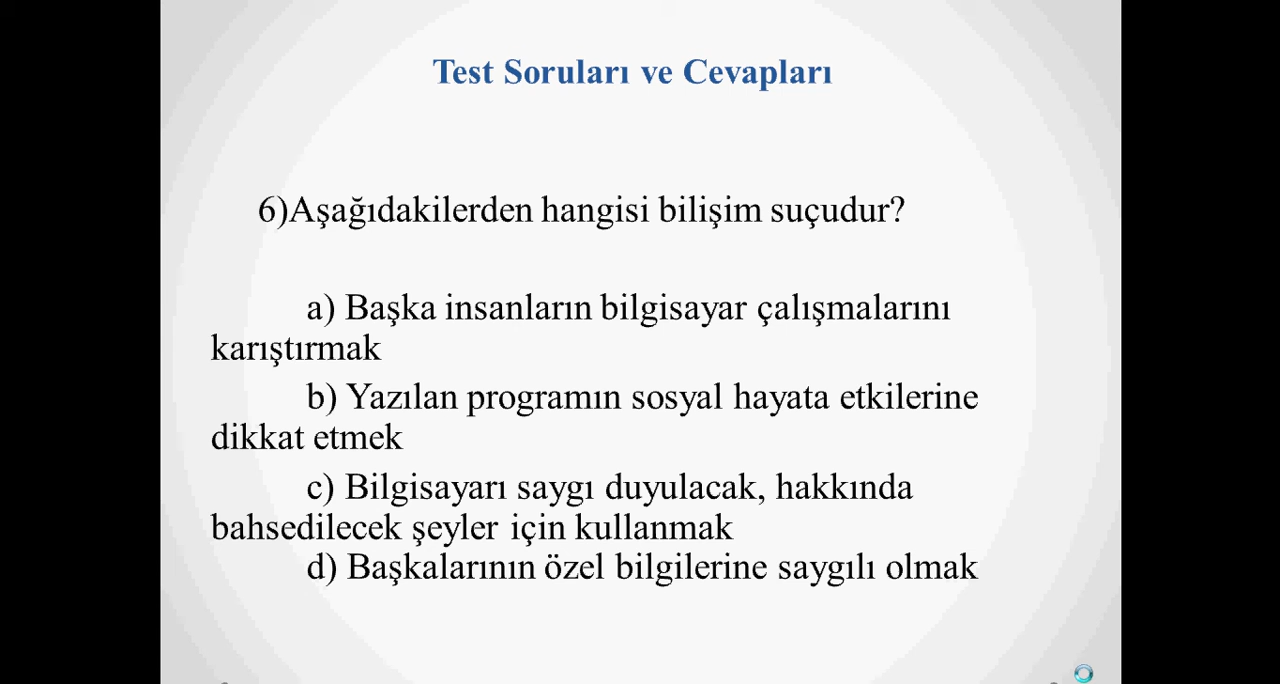 Test Soruları ve Cevapları
6)Aşağıdakilerden hangisi bilişim suçudur?
a) Başka insanların bilgisayar çalışmalarını
karıştırmak
b) Yazılan programın sosyal hayata etkilerine
dikkat etmek
c) Bilgisayarı saygı duyulacak, hakkında
bahsedilecek şeyler için kullanmak
d) Başkalarının özel bilgilerine saygılı olmak